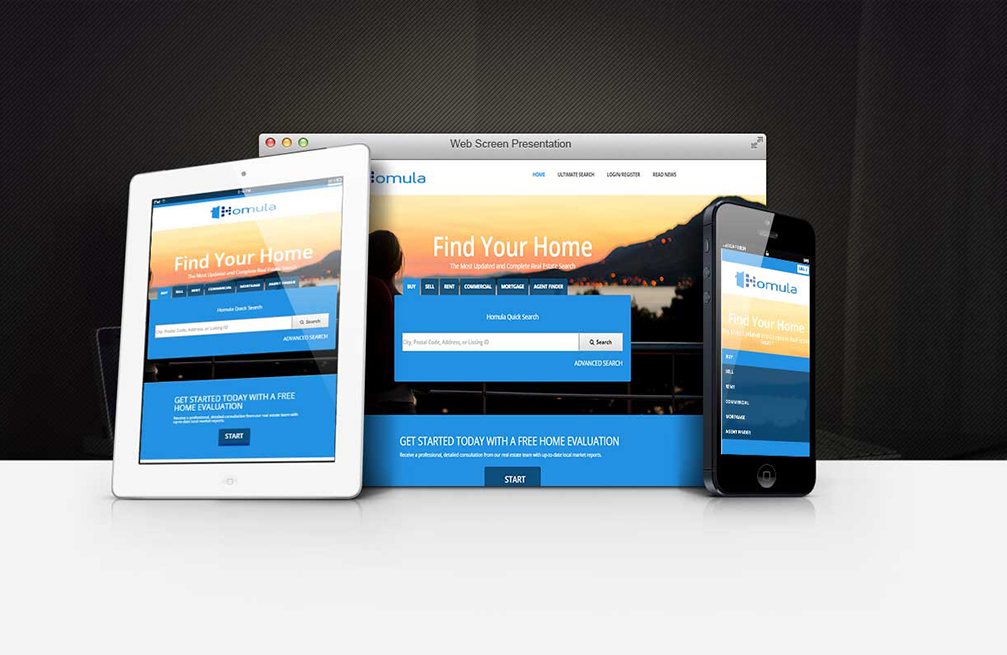 Web Screen Presentation
Homula
HOME ULTIMATE SEARCH LOGIN/REGISTER READ NEWS
Find Your Home
The Most Updated and Complete Real Estate Search
BUY SELL RENT COMMERCIAL MORTGAGE AGENT FINDER
Homula Quick Search
City, Postal Code, Address, or Listing ID Search
ADVANCED SEARCH
GET STARTED TODAY WITH A FREE HOME EVALUATION
Receive a professional, detailed consultation from our real estate team with up-to-date local market reports.
START
Homula
Find Your Home
The Most Updated and Complete Real Estate Search
BUY SELL RENT COMMERCIAL MORTGAGE AGENT FINDER
Homula Quick Search
City, Postal Code, Address, or Listing ID Search
ADVANCED SEARCH
GET STARTED TODAY WITH A FREE
HOME EVALUATION
Receive a professional, detailed consultation from our real estate team with
up-to-date local market reports.
START
Homula
Find Your Home
BUY
SELL
RENT
COMMERCIAL
MORTGAGE
AGENT FINDER